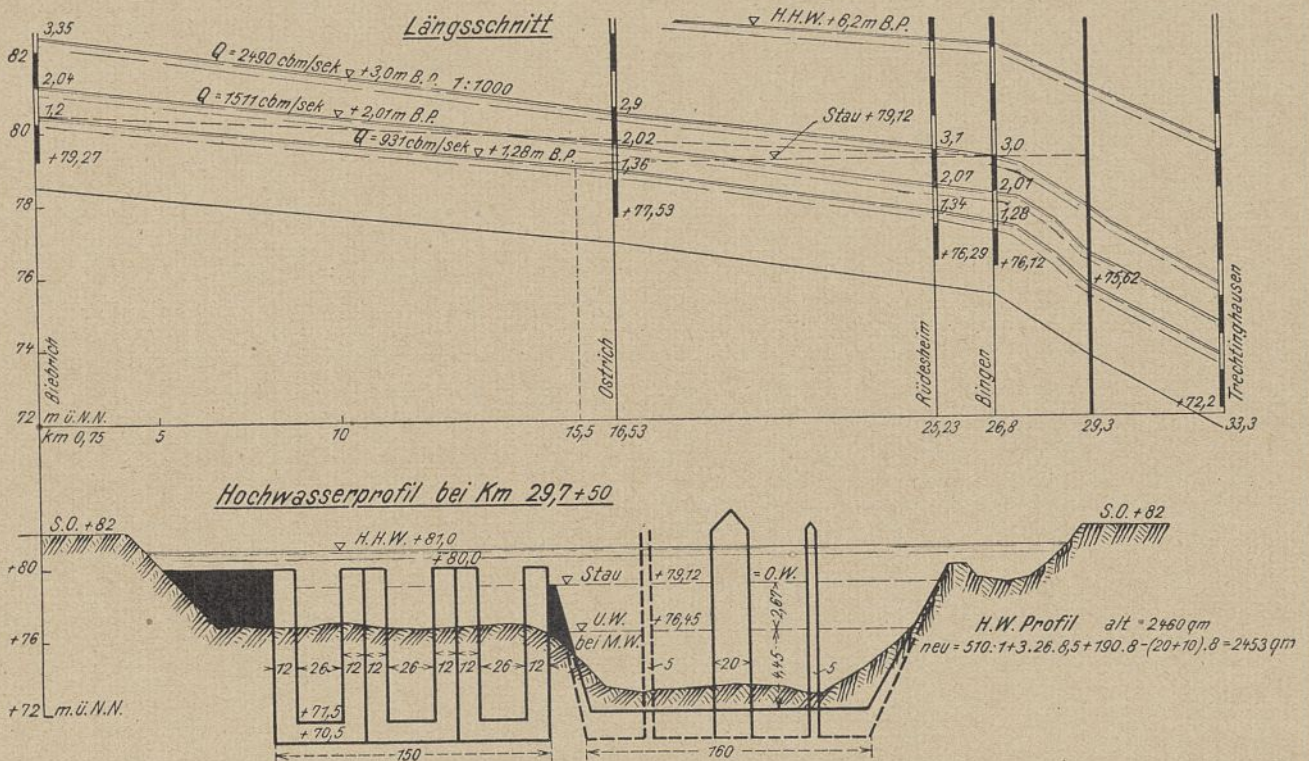 Längsschnitt
H.H.W. + 6,2 m B.P.
3,35
82
Q = 2490 cbm/sek + 3,0 m B.P. 1:1000
2,04
Q = 1511 cbm/sek + 2,01 m B.P.
2,9
1,2
Stau + 79,12
80
Q = 931 cbm/sek + 1,28 m B.P.
2,02
3,1
3,0
1,36
+79,27
2,07
2,01
78
+77,53
1,34
1,28
+76,29
+76,12
76
+75,62
74
Biebrich
Ostrich
Rüdesheim
Bingen
Trechtinghausen
+72,2
72 m ü.N.N.
km 0,75
5
10
15,5
16,53
25,23
26,8
29,3
33,3
Hochwasserprofil bei Km 29,7+50
S.O. +82
S.O. +82
H.H.W. +81,0
+80
+80,0
Stau
+79,12
= O.W.
2,67
+76
U.W.
bei M.W.
+76,45
H.W. Profil alt = 2460 qm
neu = 510·1+3·26·8,5+190·8-(20+10)·8 = 2453 qm
12
26
12
12
26
12
12
26
12
5
20
4,45
5
+72 m.ü.N.N.
+71,5
+70,5
150
160